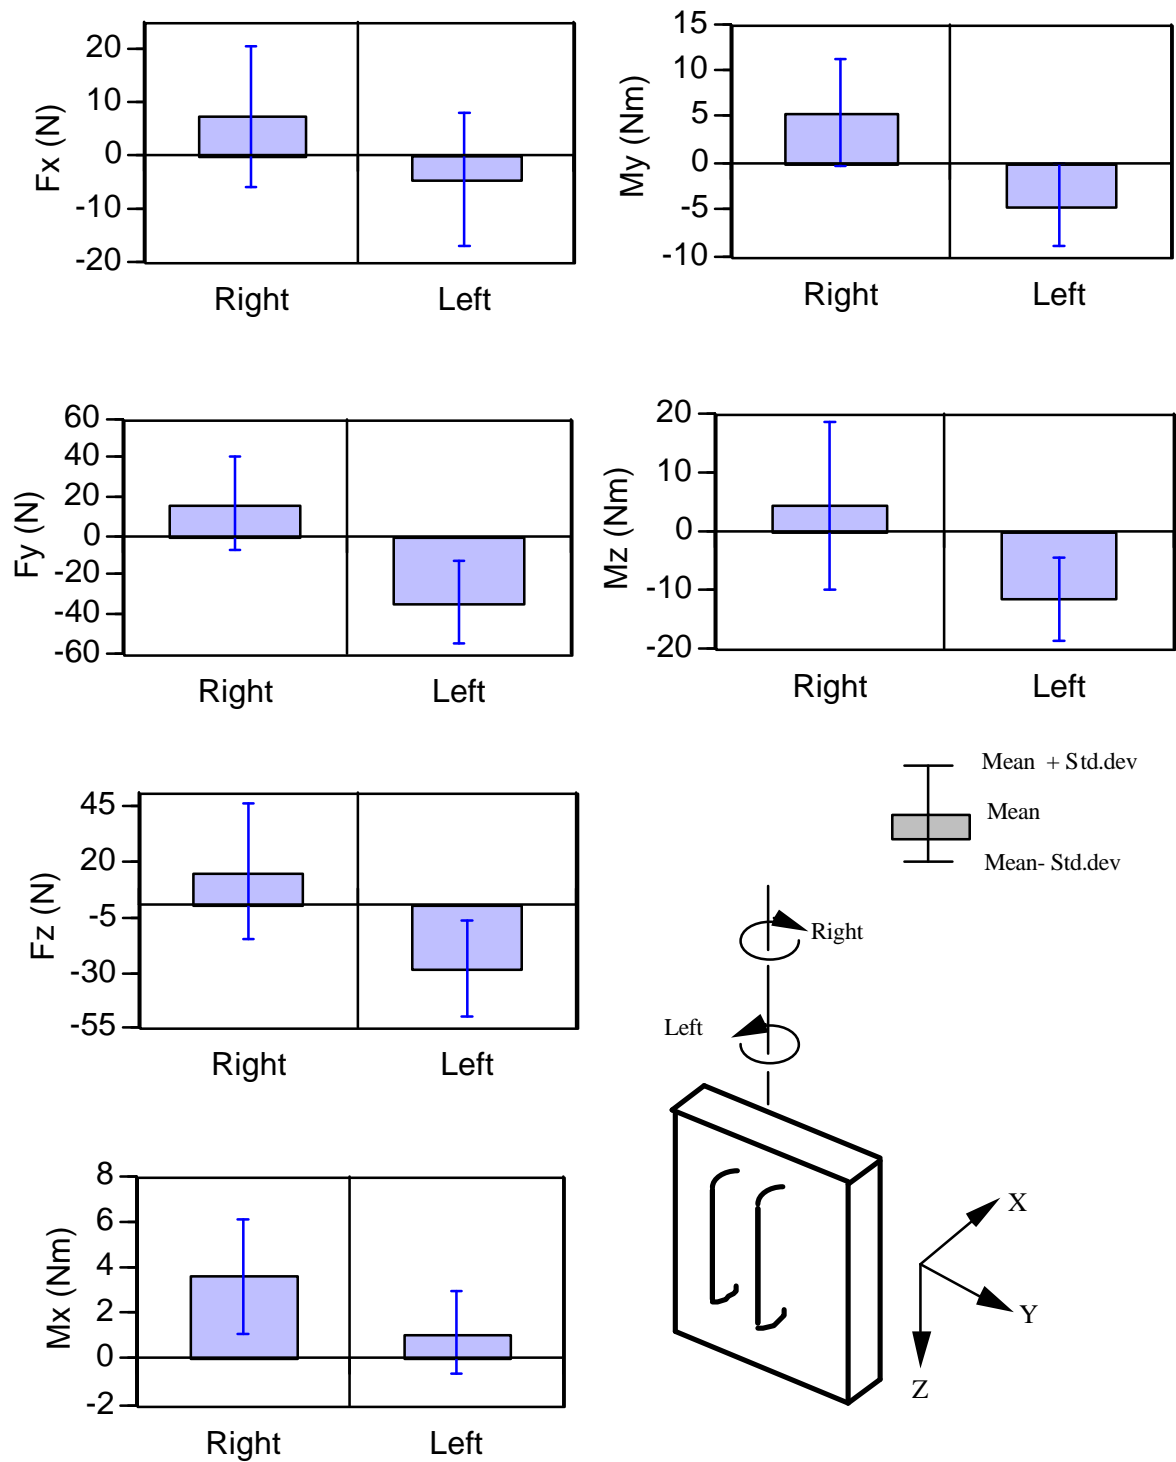 20
10
0
-10
-20
Fx (N)
Right Left
15
10
5
0
-5
-10
My (Nm)
Right Left
60
40
20
0
-20
-40
-60
Fy (N)
Right Left
20
10
0
-10
-20
Mz (Nm)
Right Left
45
20
-5
-30
-55
Fz (N)
Right Left
Mean + Std.dev
Mean
Mean- Std.dev
Right
Left
X
Y
Z
8
6
4
2
0
-2
Mx (Nm)
Right Left